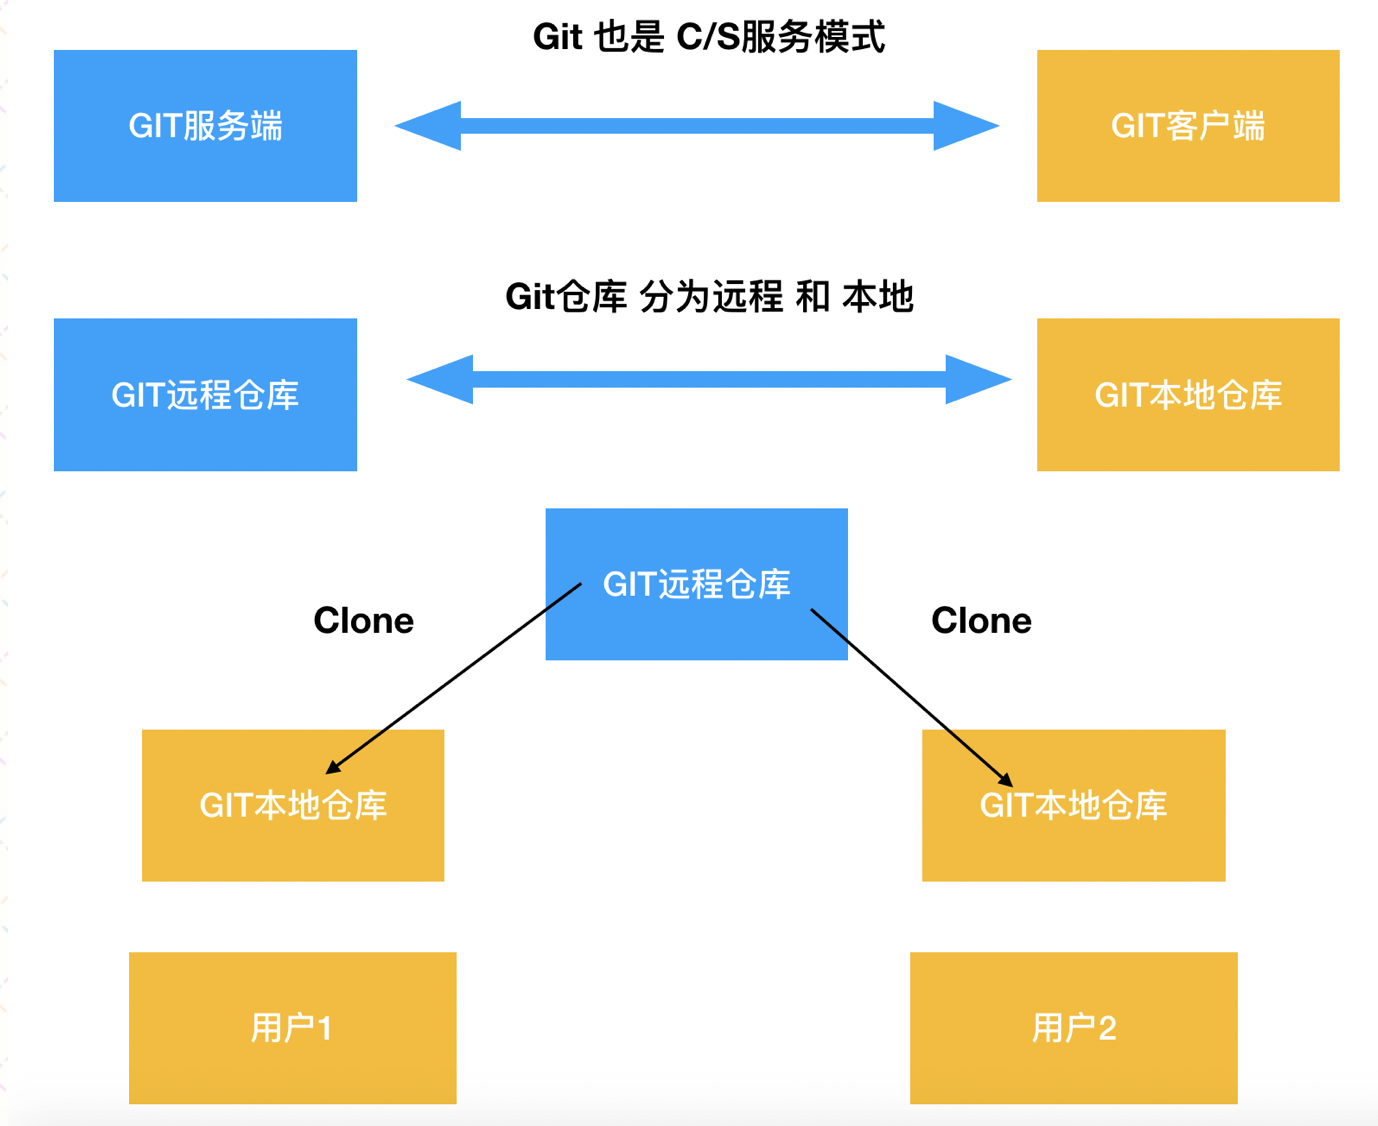 Git 也是 C/S服务模式
GIT服务端
GIT客户端
Git仓库 分为远程 和 本地
GIT远程仓库
GIT本地仓库
GIT远程仓库
Clone
Clone
GIT本地仓库
GIT本地仓库
用户1
用户2